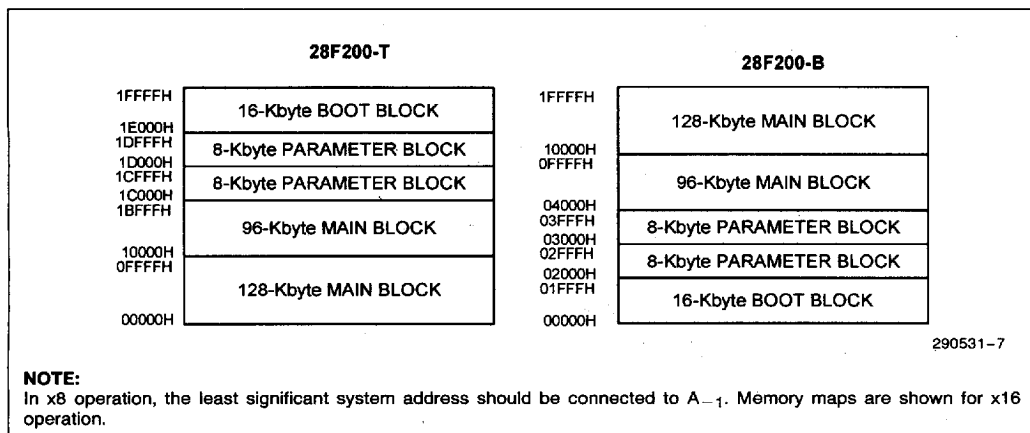 28F200-T
1FFFFH
16-Kbyte BOOT BLOCK
1E000H
1DFFFH
8-Kbyte PARAMETER BLOCK
1D000H
1CFFFH
8-Kbyte PARAMETER BLOCK
1C000H
1BFFFH
96-Kbyte MAIN BLOCK
10000H
0FFFFH
128-Kbyte MAIN BLOCK
00000H
28F200-B
1FFFFH
128-Kbyte MAIN BLOCK
10000H
0FFFFH
96-Kbyte MAIN BLOCK
04000H
03FFFH
8-Kbyte PARAMETER BLOCK
03000H
02FFFH
8-Kbyte PARAMETER BLOCK
02000H
01FFFH
16-Kbyte BOOT BLOCK
00000H
290531-7
NOTE:
In x8 operation, the least significant system address should be connected to A₋₁. Memory maps are shown for x16
operation.